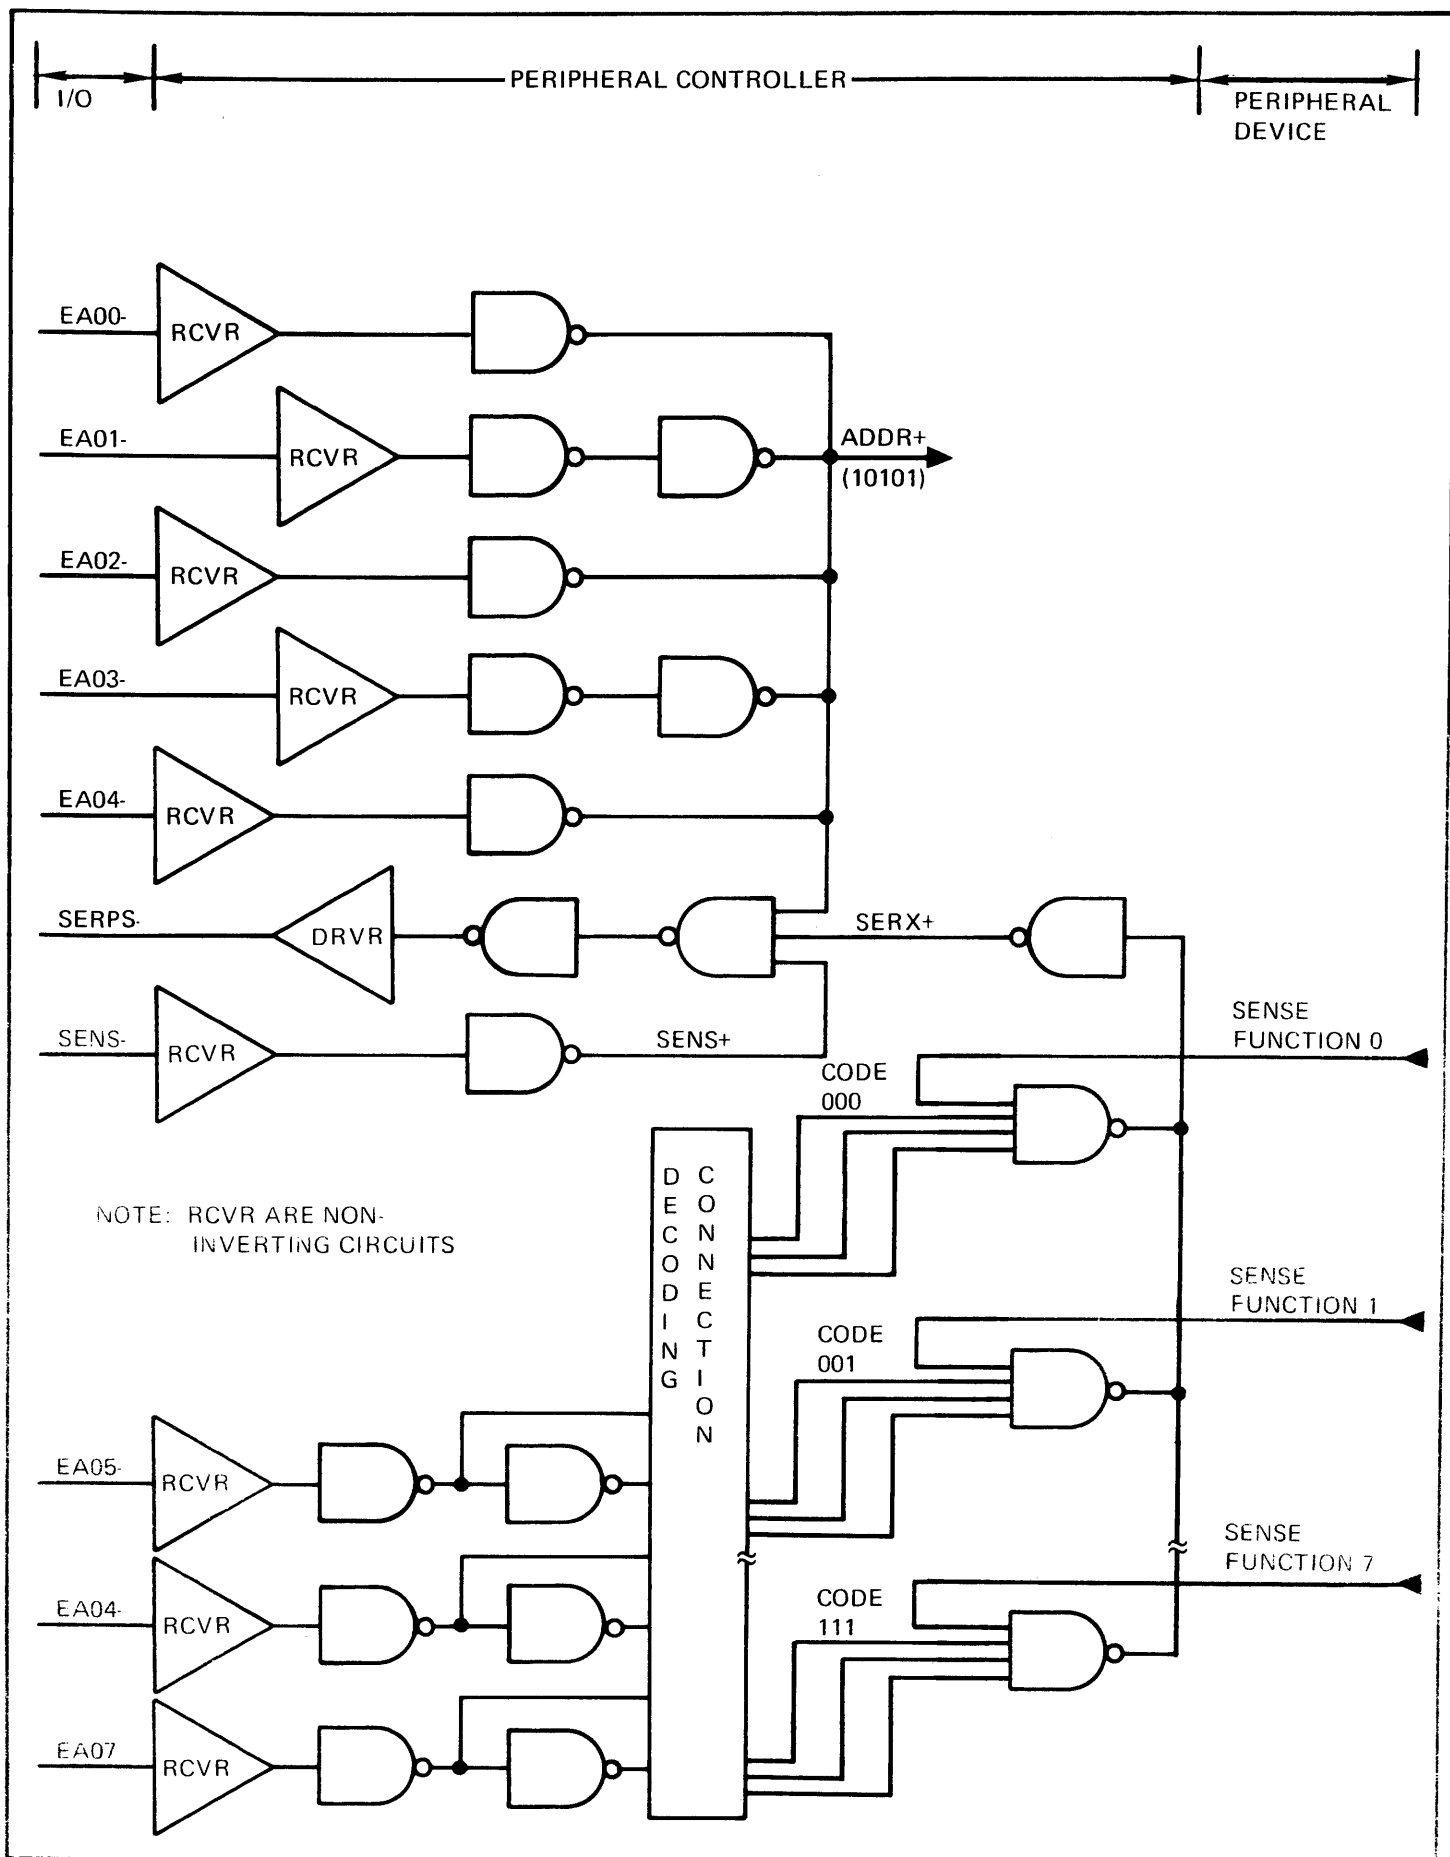 I/O
PERIPHERAL CONTROLLER
PERIPHERAL
DEVICE
EA00-
RCVR
EA01-
RCVR
ADDR+
(10101)
EA02-
RCVR
EA03-
RCVR
EA04-
RCVR
SERPS-
DRVR
SERX+
SENS-
RCVR
SENS+
SENSE
FUNCTION 0
CODE
000
DECODING
CONNECTION
NOTE: RCVR ARE NON-
INVERTING CIRCUITS
SENSE
FUNCTION 1
CODE
001
EA05-
RCVR
SENSE
FUNCTION 7
EA04-
RCVR
CODE
111
EA07
RCVR